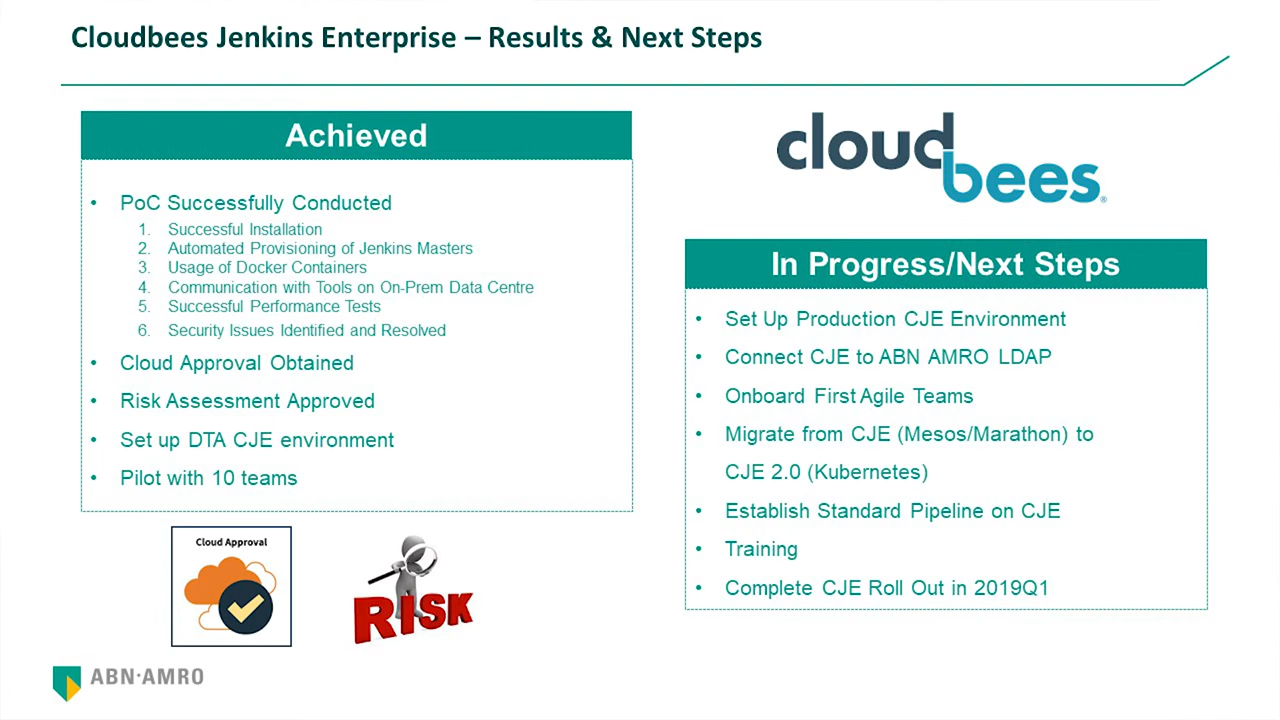 Cloudbees Jenkins Enterprise – Results & Next Steps
Achieved
• PoC Successfully Conducted
1. Successful Installation
2. Automated Provisioning of Jenkins Masters
3. Usage of Docker Containers
4. Communication with Tools on On-Prem Data Centre
5. Successful Performance Tests
6. Security Issues Identified and Resolved
• Cloud Approval Obtained
• Risk Assessment Approved
• Set up DTA CJE environment
• Pilot with 10 teams
Cloud Approval
RISK
cloud
bees®
In Progress/Next Steps
• Set Up Production CJE Environment
• Connect CJE to ABN AMRO LDAP
• Onboard First Agile Teams
• Migrate from CJE (Mesos/Marathon) to
CJE 2.0 (Kubernetes)
• Establish Standard Pipeline on CJE
• Training
• Complete CJE Roll Out in 2019Q1
ABN·AMRO